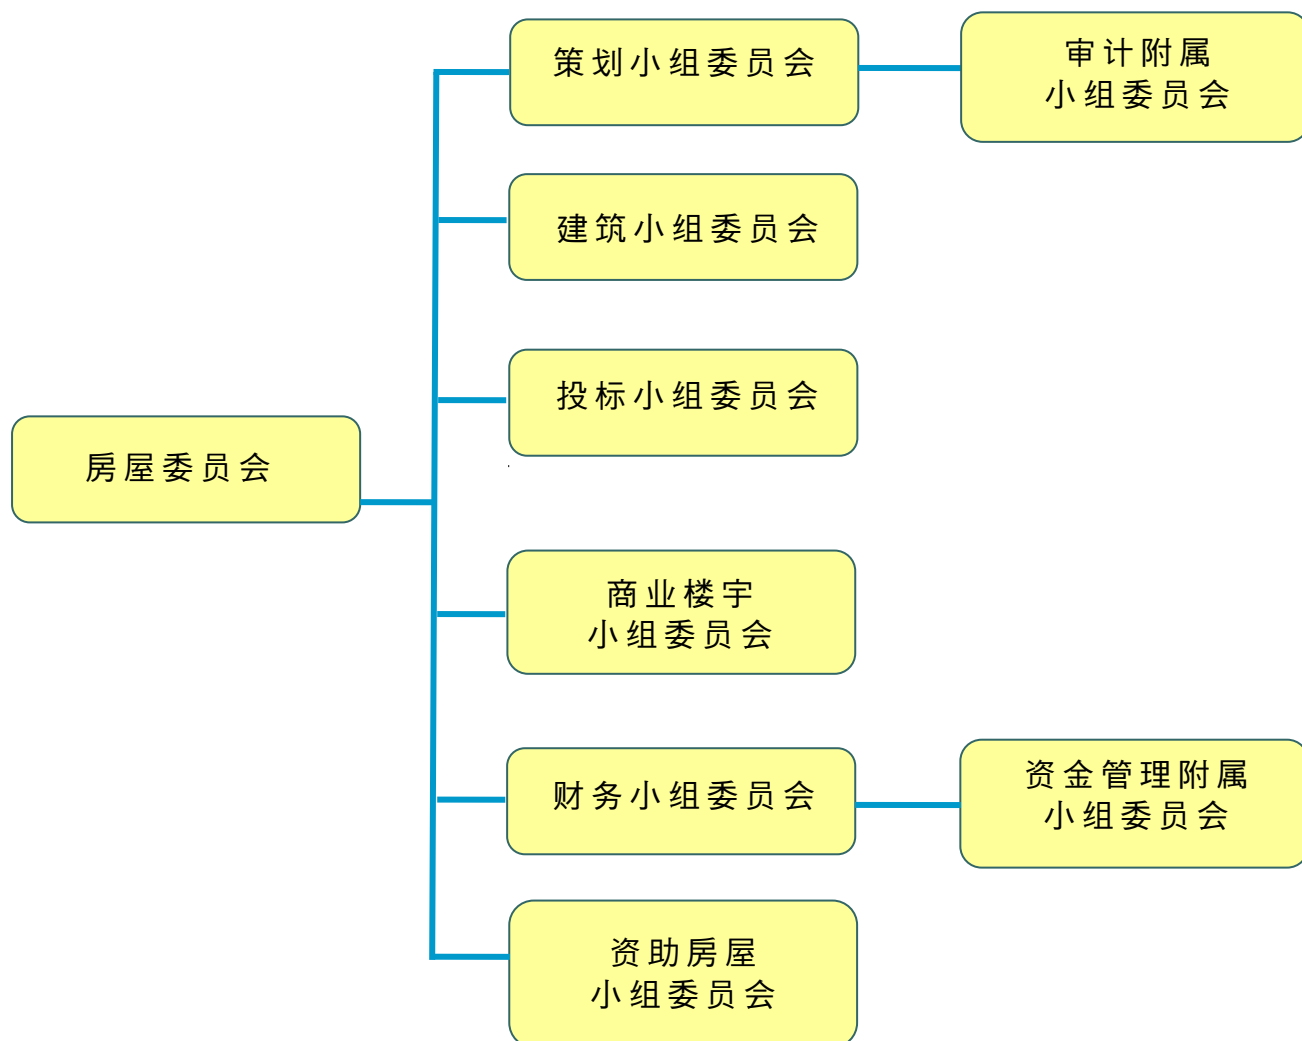 策划小组委员会
审计附属
小组委员会
建筑小组委员会
投标小组委员会
房屋委员会
商业楼宇
小组委员会
财务小组委员会
资金管理附属
小组委员会
资助房屋
小组委员会